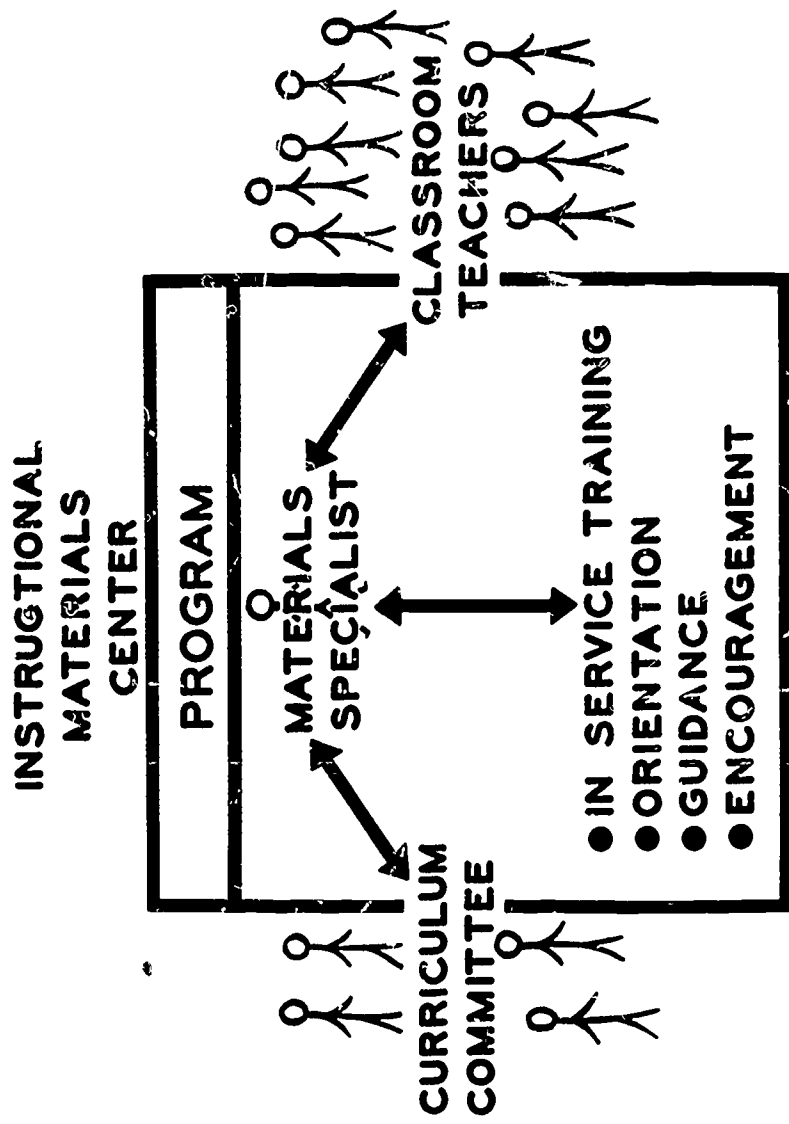 INSTRUCTIONAL
MATERIALS
CENTER
PROGRAM
MATERIALS
SPECIALIST
CURRICULUM
COMMITTEE
CLASSROOM
TEACHERS
●IN SERVICE TRAINING
●ORIENTATION
●GUIDANCE
●ENCOURAGEMENT